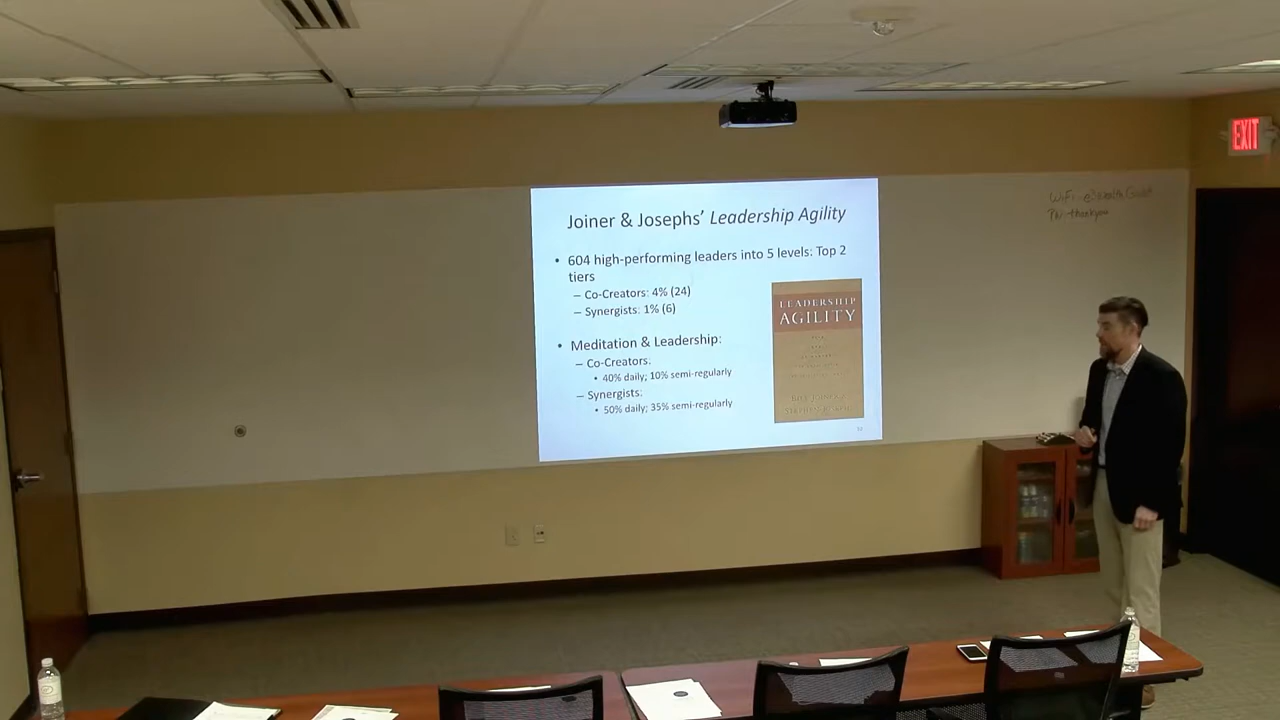 Joiner & Josephs' Leadership Agility
• 604 high-performing leaders into 5 levels: Top 2
tiers
– Co-Creators: 4% (24)
– Synergists: 1% (6)
• Meditation & Leadership:
– Co-Creators:
• 40% daily; 10% semi-regularly
– Synergists:
• 50% daily; 35% semi-regularly
LEADERSHIP
AGILITY
WiFi
thankyou
EXIT